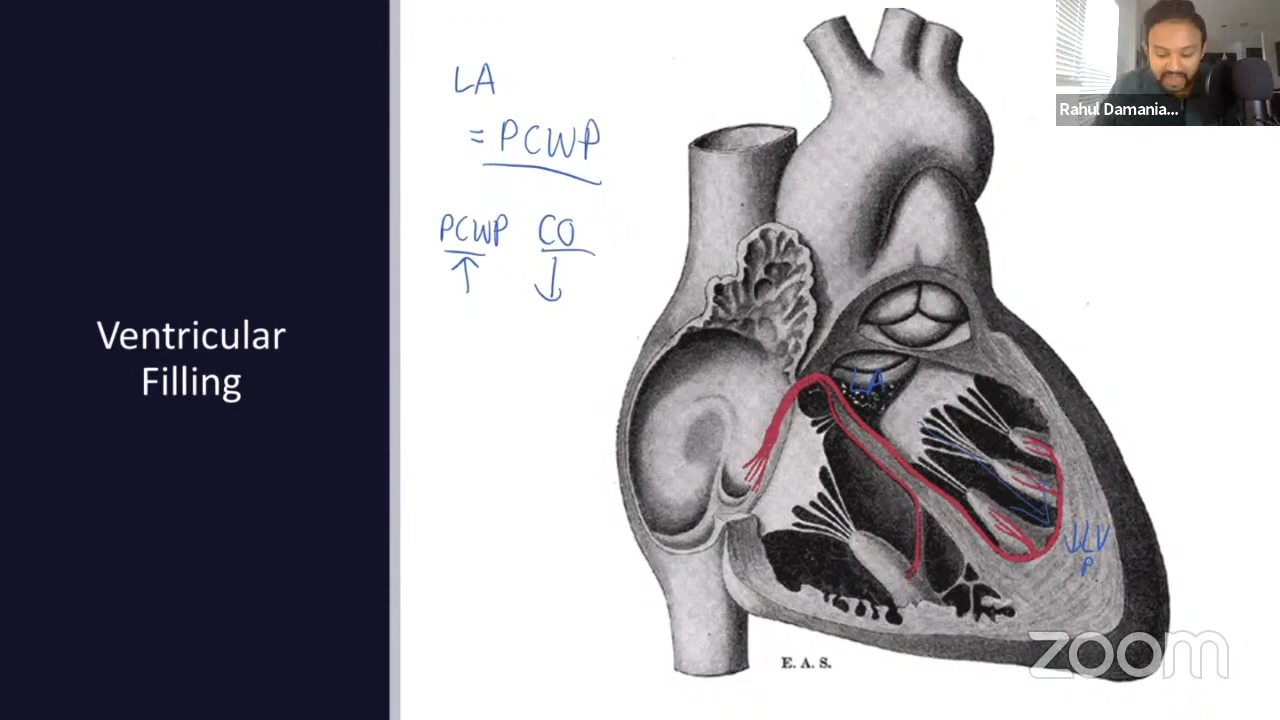 Ventricular
Filling
LA
= PCWP
PCWP CO
↑ ↓
LA
↓LV
P
E. A. S.
Rahul Damania...
zoom